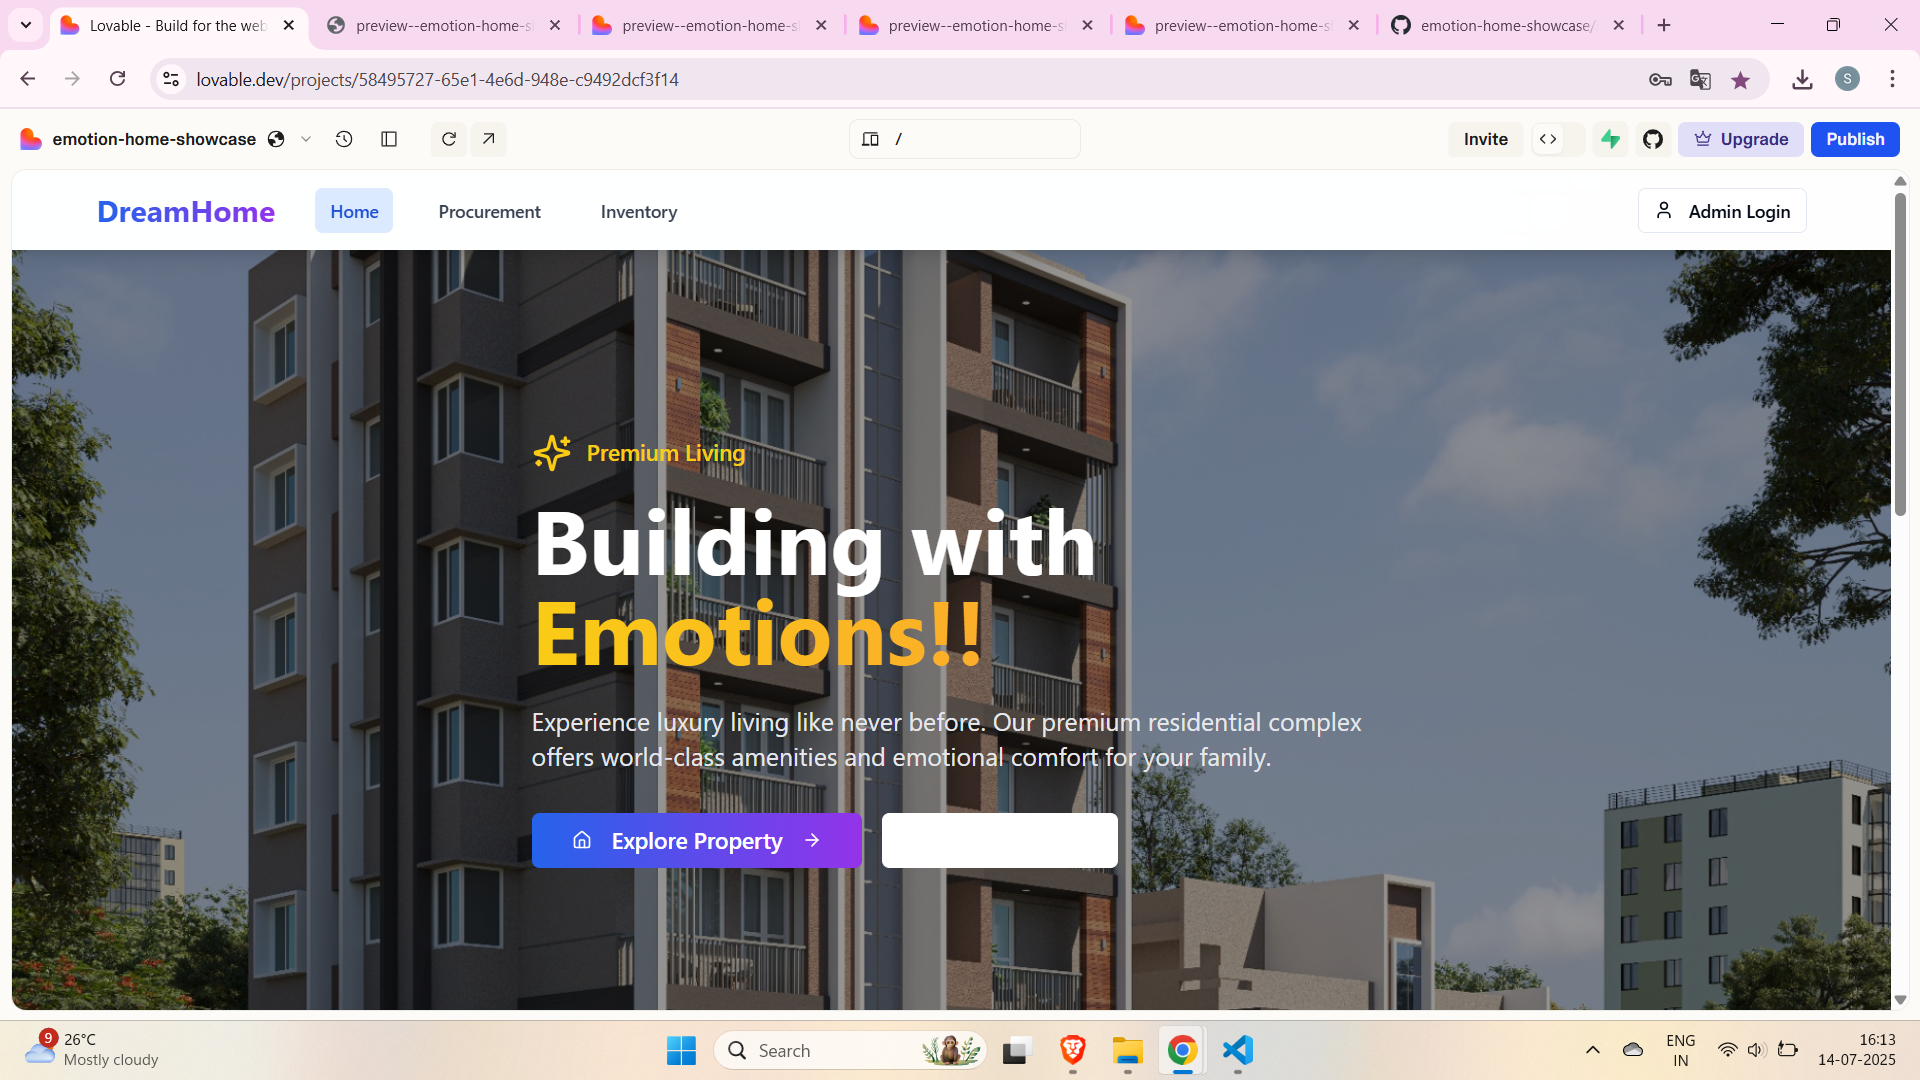 Lovable - Build for the web
preview--emotion-home-s
preview--emotion-home-s
preview--emotion-home-s
preview--emotion-home-s
emotion-home-showcase/
lovable.dev/projects/58495727-65e1-4e6d-948e-c9492dcf3f14
S
emotion-home-showcase
/
Invite
Upgrade
Publish
DreamHome
Home
Procurement
Inventory
Admin Login
Premium Living
Building with
Emotions!!
Experience luxury living like never before. Our premium residential complex
offers world-class amenities and emotional comfort for your family.
Explore Property
9
26°C
Mostly cloudy
Search
ENG
IN
16:13
14-07-2025